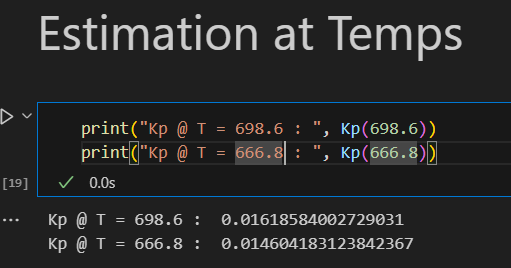 Estimation at Temps
print("Kp @ T = 698.6 : ", Kp(698.6))
print("Kp @ T = 666.8 : ", Kp(666.8))
[19]
0.0s
...
Kp @ T = 698.6 :  0.01618584002729031
Kp @ T = 666.8 :  0.014604183123842367